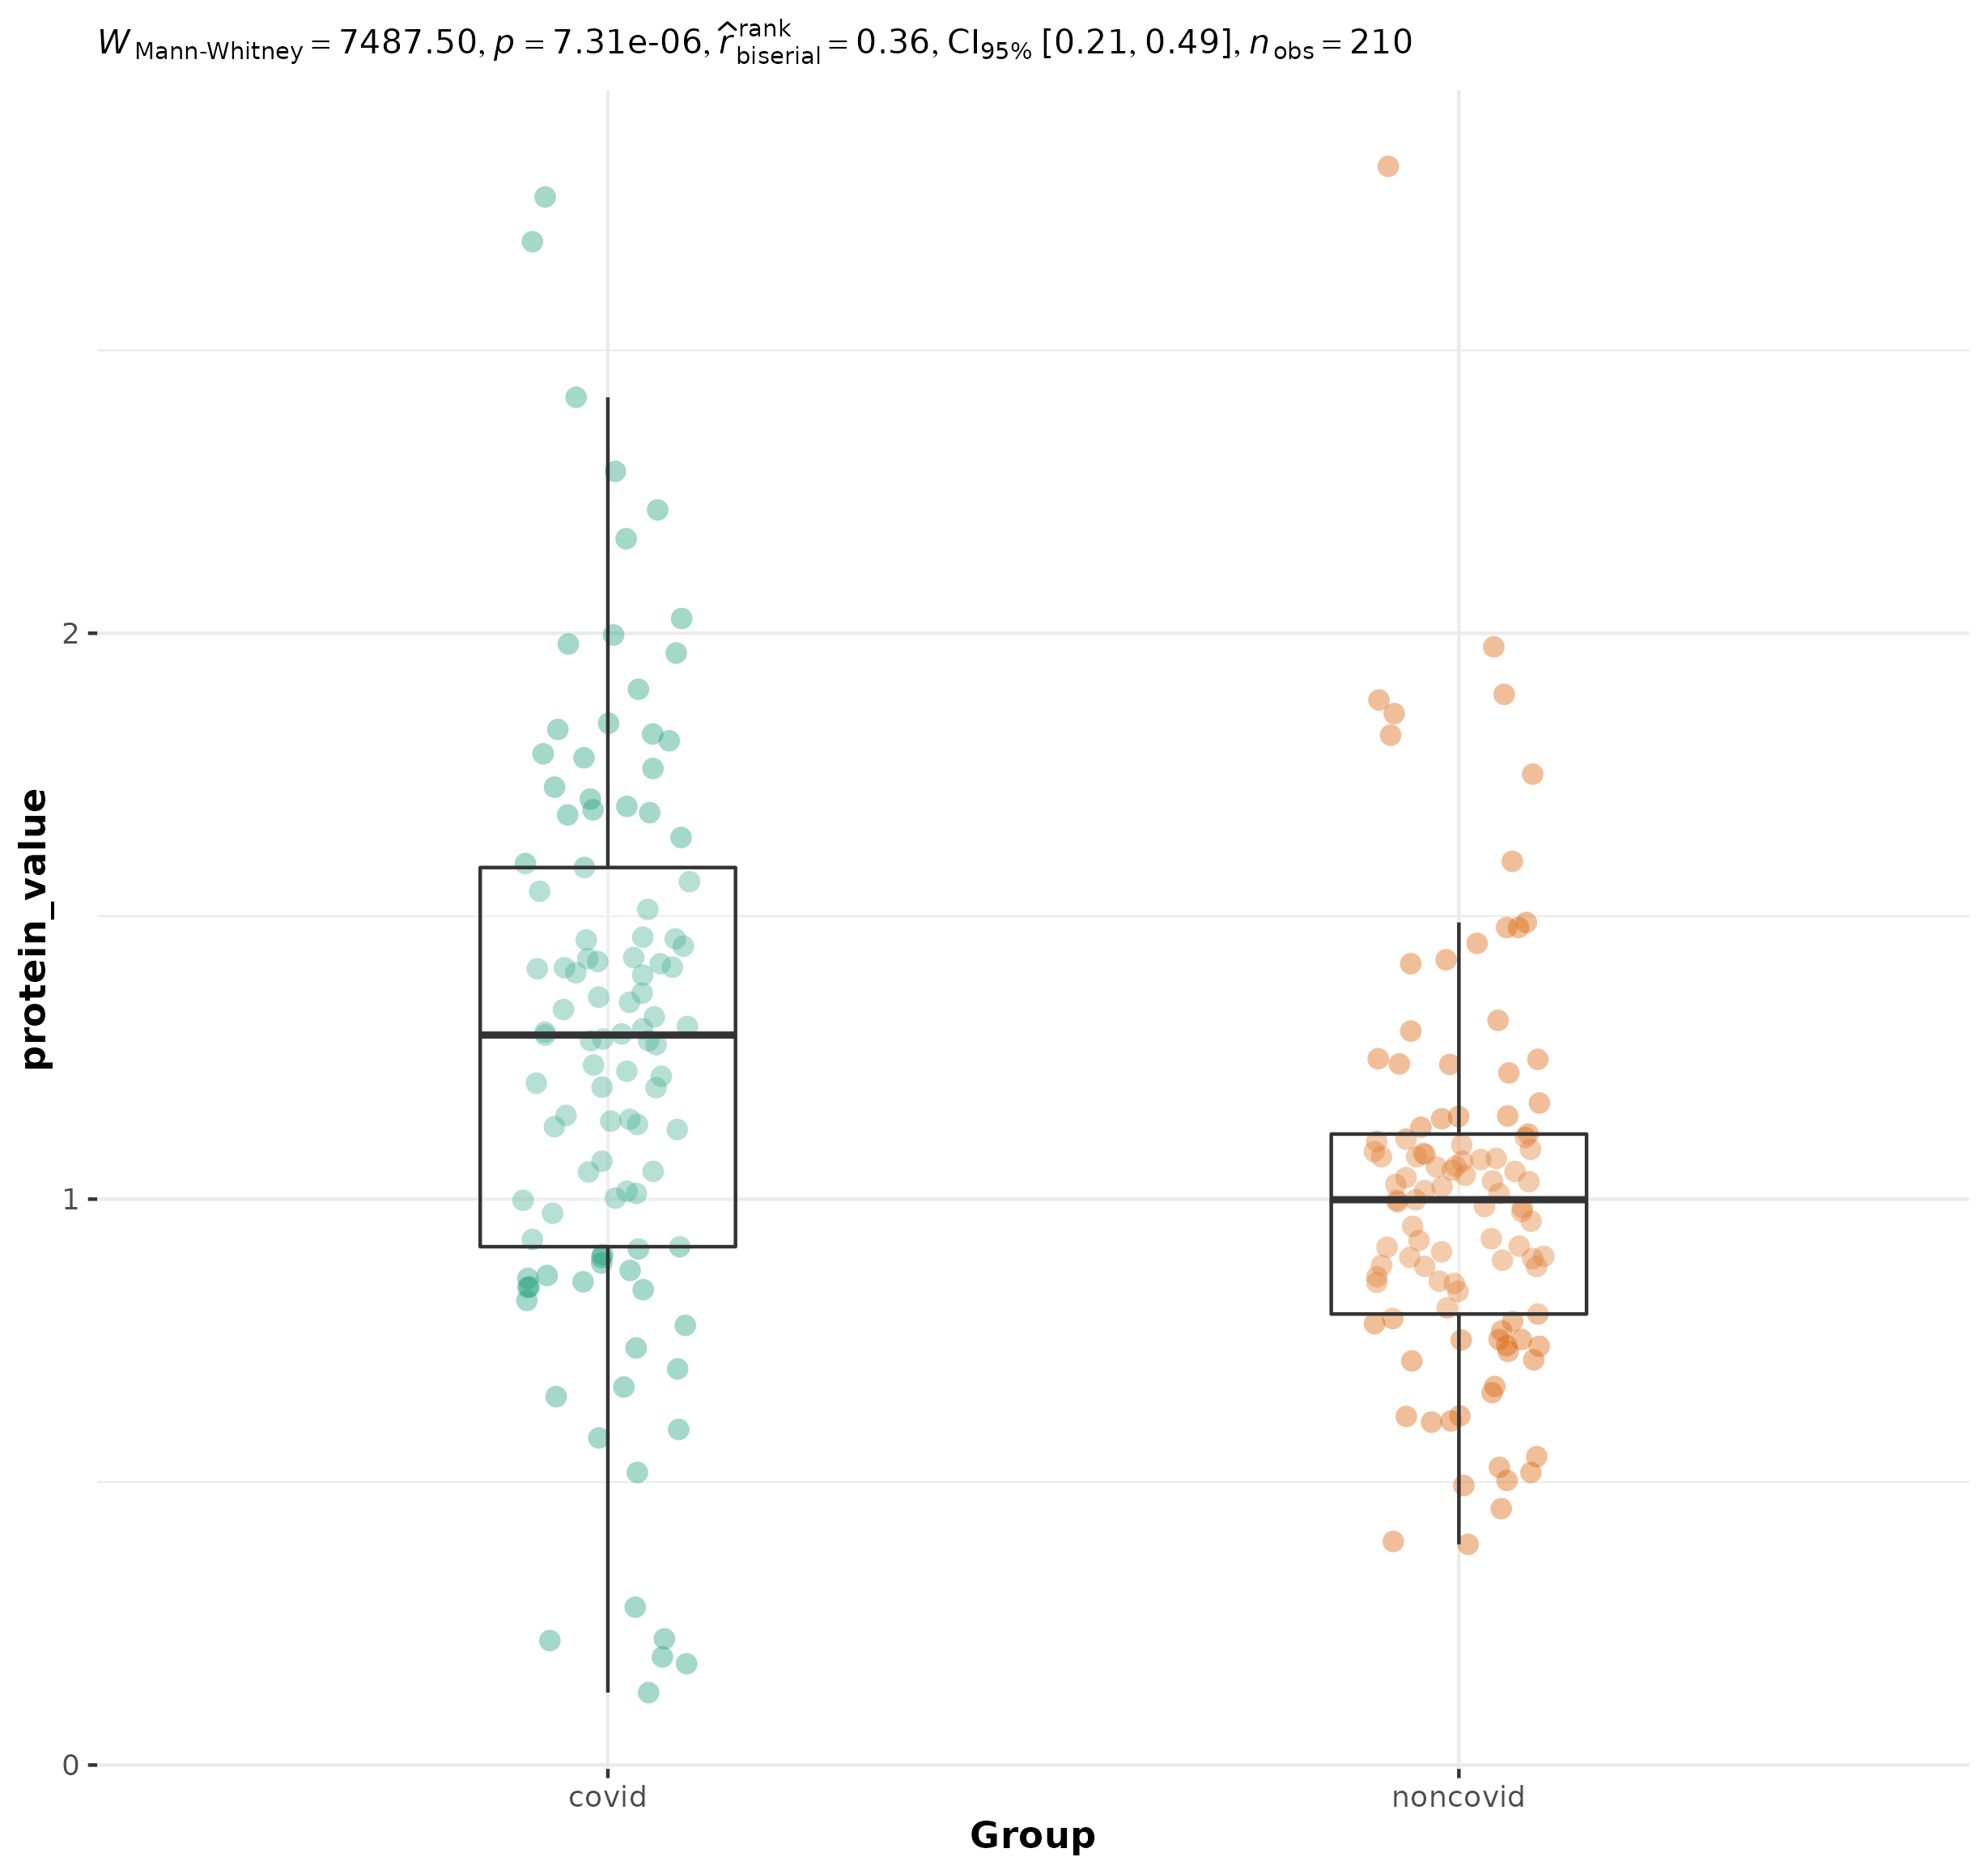 W Mann-Whitney = 7487.50, p = 7.31e-06, r̂ rank biserial = 0.36, CI95% [0.21, 0.49], nobs = 210
protein_value
2
1
0
covid noncovid
Group